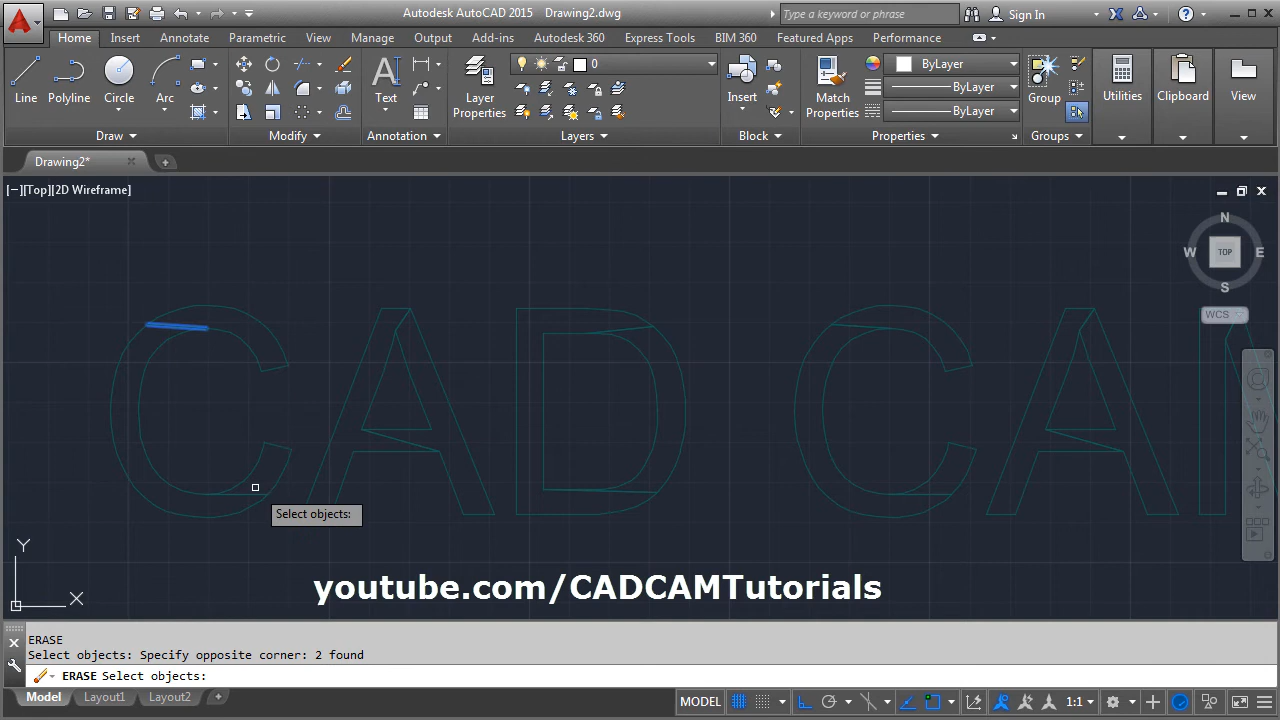 Autodesk AutoCAD 2015 Drawing2.dwg
Type a keyword or phrase
Sign In
Home Insert Annotate Parametric View Manage Output Add-ins Autodesk 360 Express Tools BIM 360 Featured Apps Performance
0
ByLayer
Line Polyline Circle Arc
Text
Layer
Properties
Insert
Match
Properties
ByLayer
ByLayer
Group
Utilities
Clipboard
View
Draw Modify Annotation Layers Block Properties Groups
Drawing2*
[−][Top][2D Wireframe]
N
W TOP E
S
WCS
CAD CA
Select objects:
Y
X
youtube.com/CADCAMTutorials
ERASE
Select objects: Specify opposite corner: 2 found
ERASE Select objects:
Model Layout1 Layout2 +
MODEL 1:1